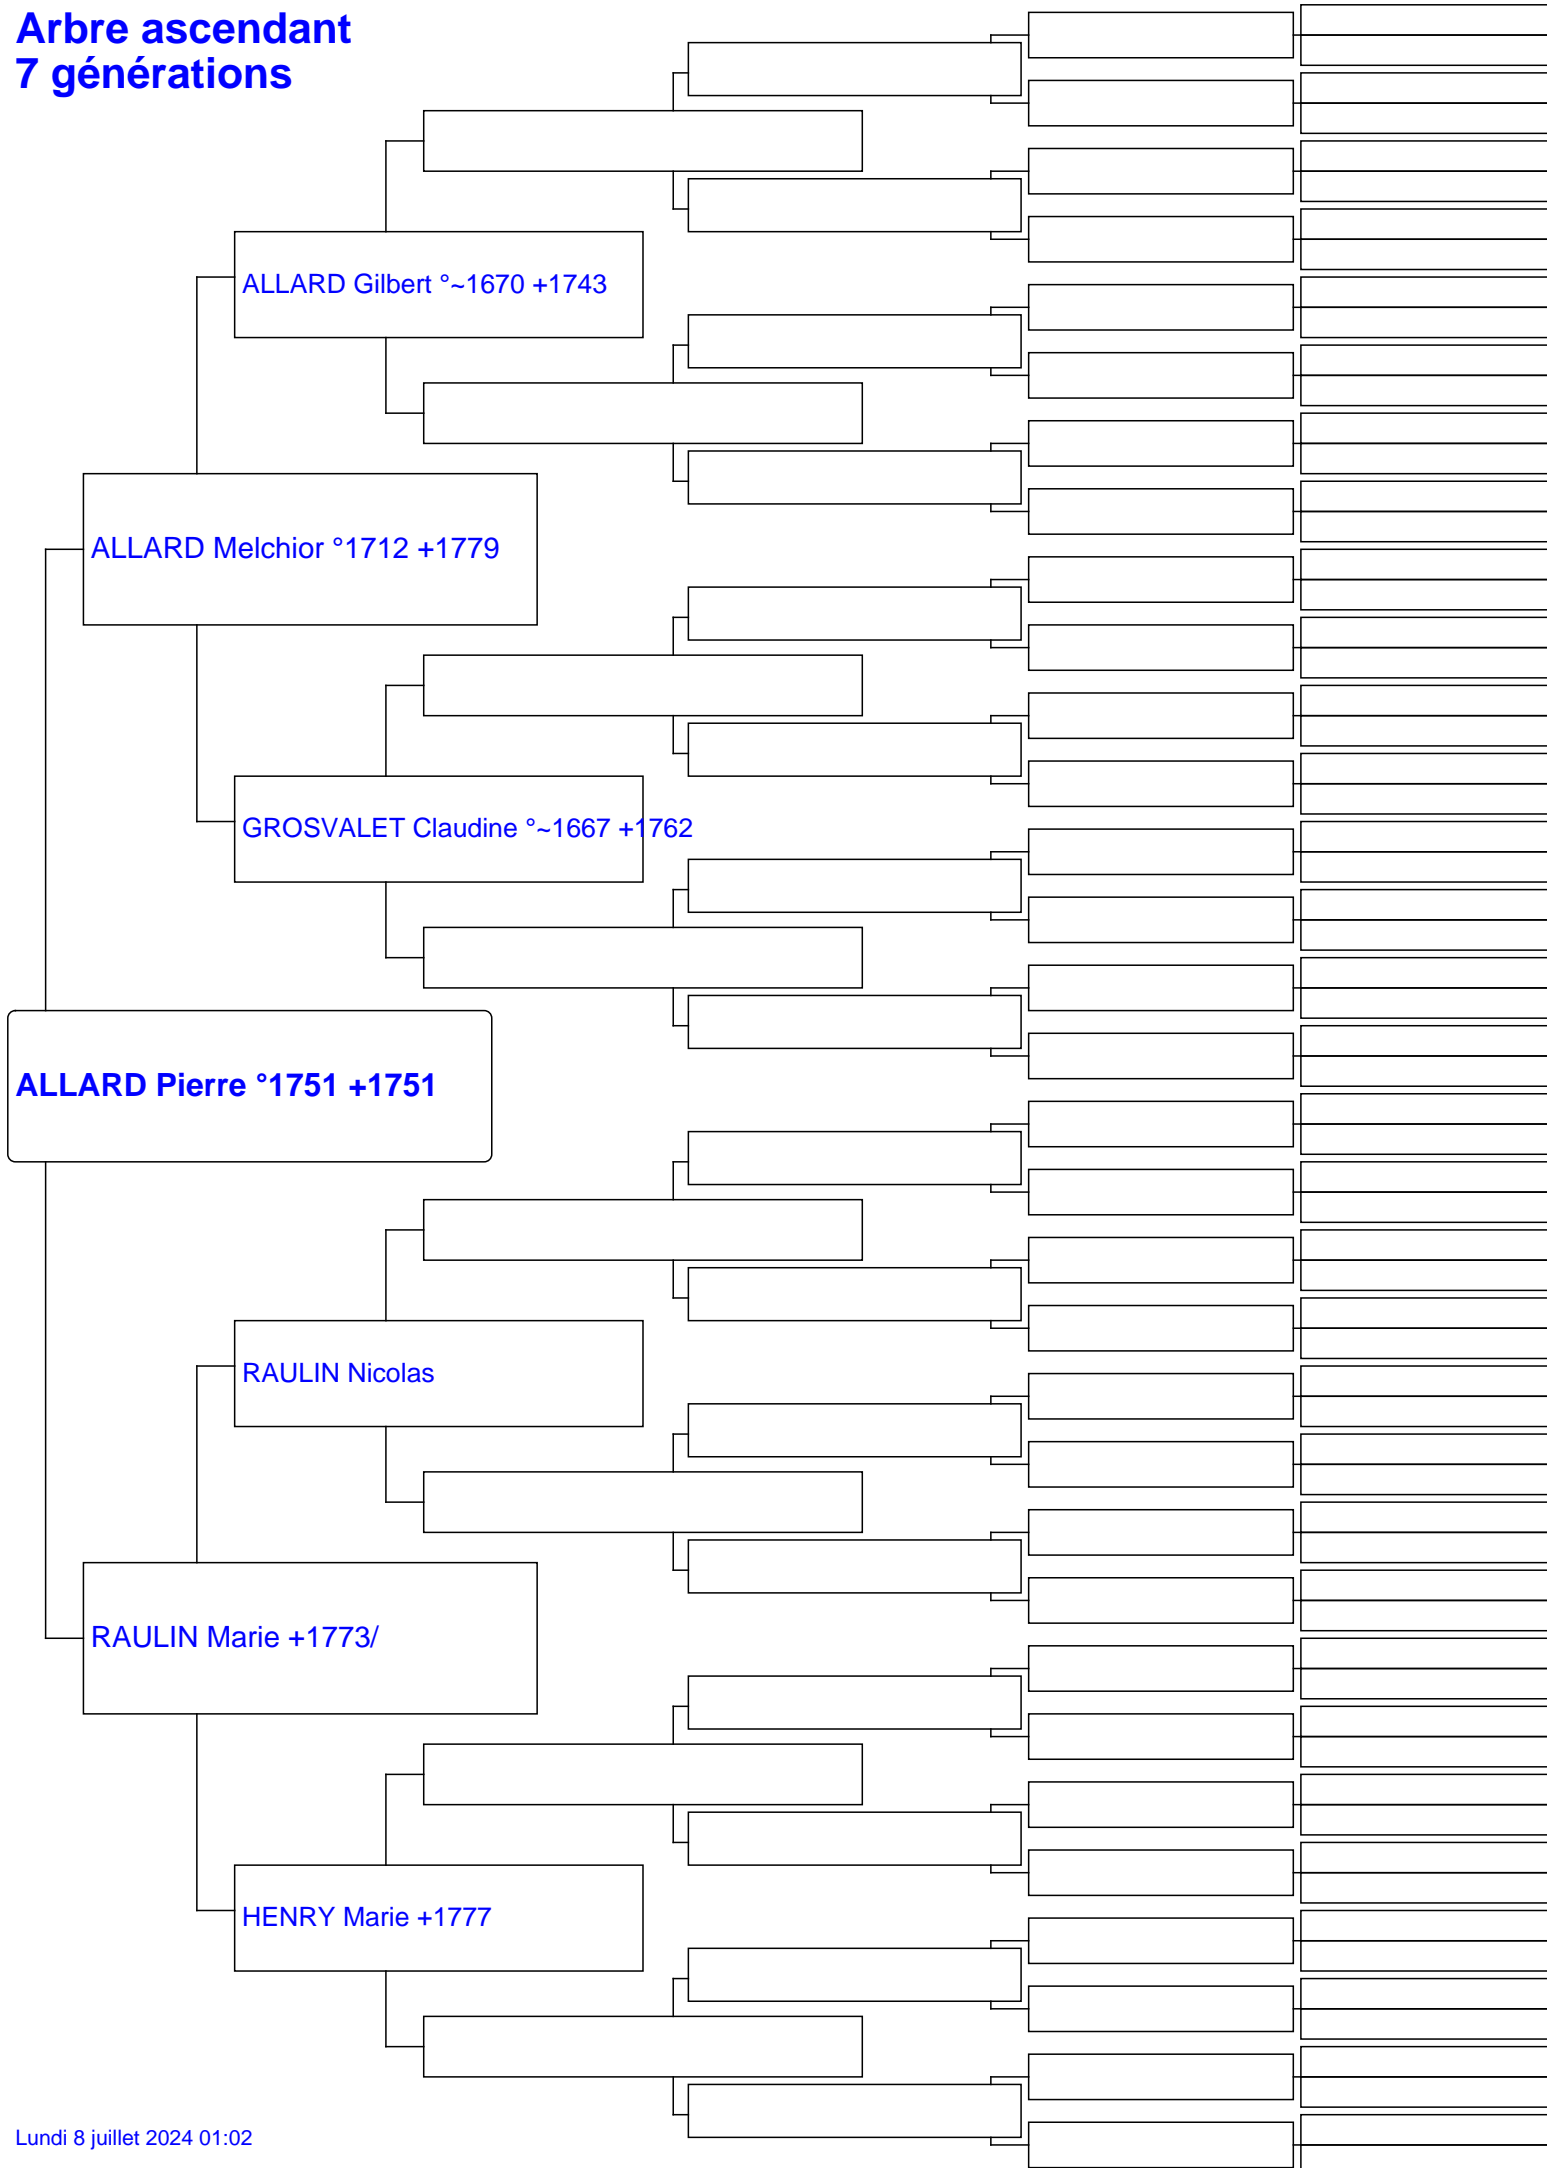 Arbre ascendant
7 générations
ALLARD Gilbert °~1670 +1743
ALLARD Melchior °1712 +1779
GROSVALET Claudine °~1667 +1762
ALLARD Pierre °1751 +1751
RAULIN Nicolas
RAULIN Marie +1773/
HENRY Marie +1777
Lundi 8 juillet 2024 01:02